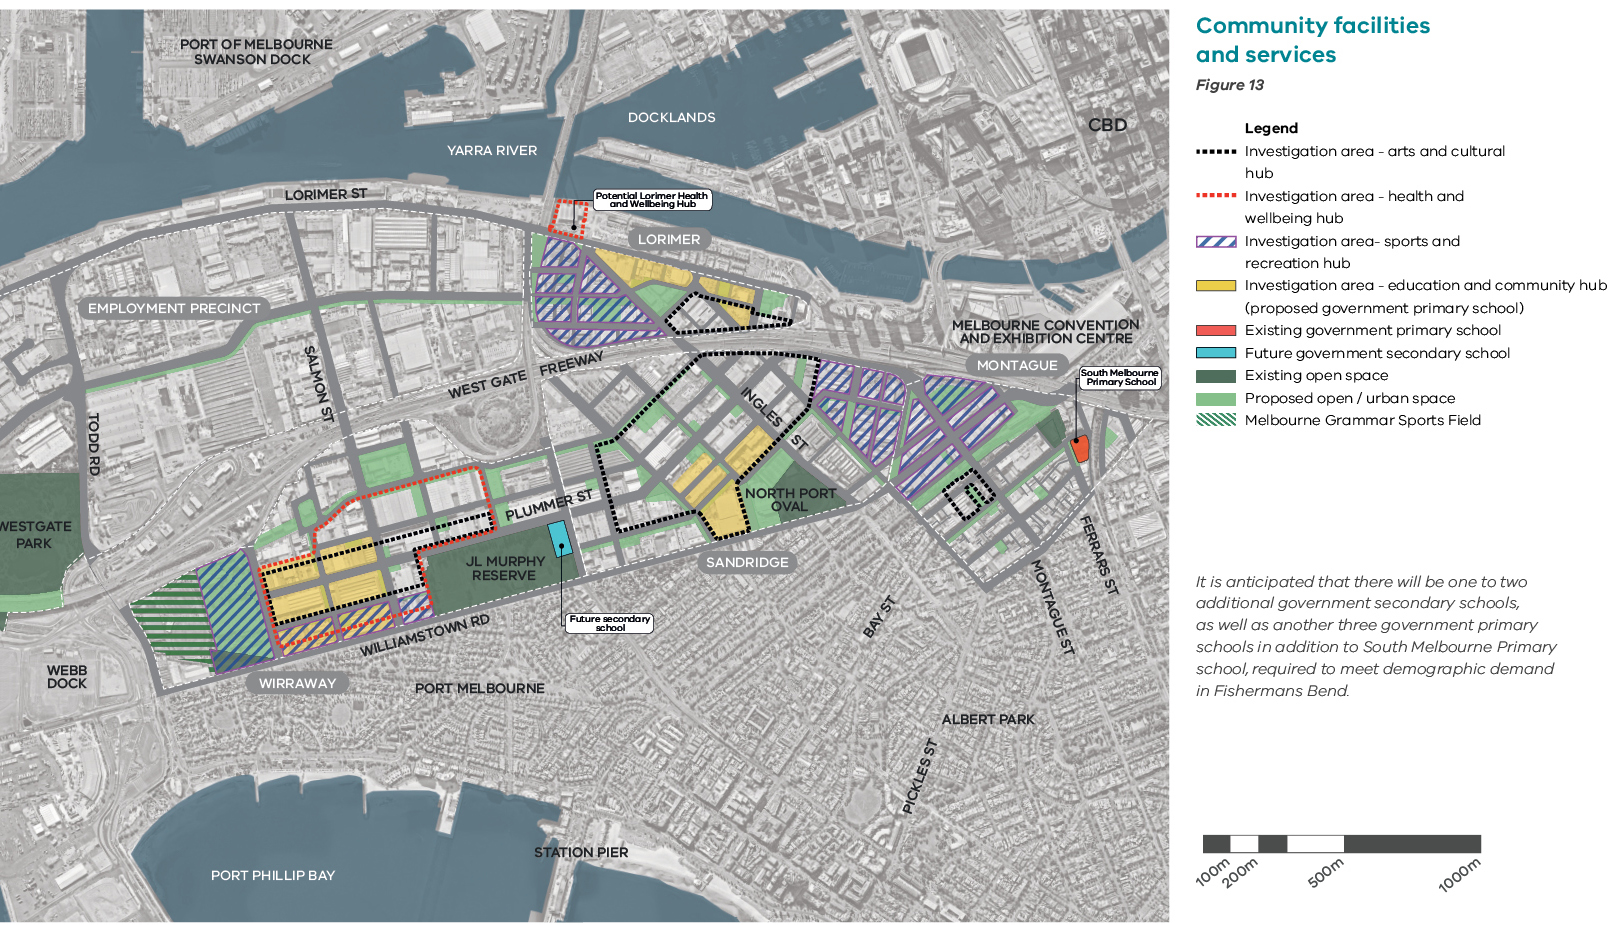 PORT OF MELBOURNE
SWANSON DOCK
DOCKLANDS
CBD
YARRA RIVER
LORIMER ST
Potential Lorimer Health
and Wellbeing Hub
LORIMER
EMPLOYMENT PRECINCT
MELBOURNE CONVENTION
AND EXHIBITION CENTRE
MONTAGUE
South Melbourne
Primary School
SALMON ST
WEST GATE FREEWAY
INGLES ST
TODD RD
PLUMMER ST
NORTH PORT
OVAL
WESTGATE
PARK
JL MURPHY
RESERVE
SANDRIDGE
FERRARS ST
MONTAGUE ST
BAY ST
Future secondary
school
WILLIAMSTOWN RD
WEBB
DOCK
WIRRAWAY
PORT MELBOURNE
ALBERT PARK
PICKLES ST
STATION PIER
PORT PHILLIP BAY
Community facilities
and services
Figure 13
Legend
Investigation area - arts and cultural
hub
Investigation area - health and
wellbeing hub
Investigation area- sports and
recreation hub
Investigation area - education and community hub
(proposed government primary school)
Existing government primary school
Future government secondary school
Existing open space
Proposed open / urban space
Melbourne Grammar Sports Field
It is anticipated that there will be one to two
additional government secondary schools,
as well as another three government primary
schools in addition to South Melbourne Primary
school, required to meet demographic demand
in Fishermans Bend.
100m
200m
500m
1000m